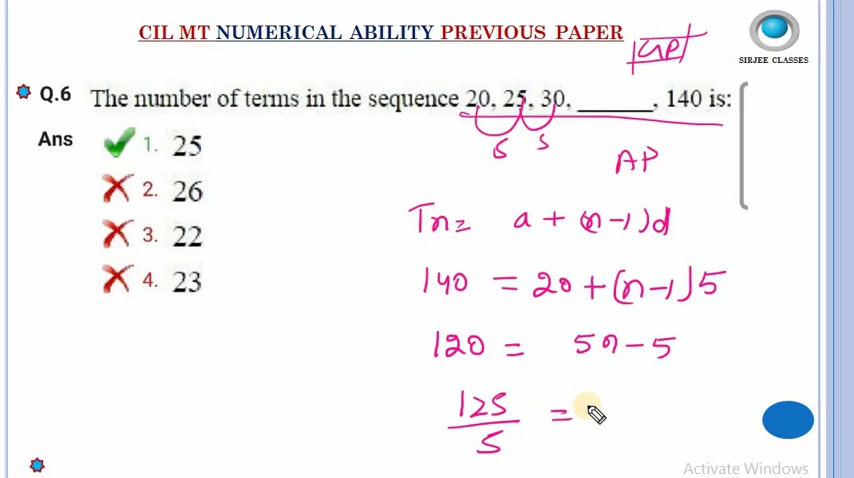 CIL MT NUMERICAL ABILITY PREVIOUS PAPER
GP
SIRJEE CLASSES
Q.6 The number of terms in the sequence 20, 25, 30, ______, 140 is:
5 5
Ans 1. 25
AP
2. 26
Tn = a + (n-1)d
3. 22
140 = 20 + (n-1)5
4. 23
120 = 5n - 5
125/5 =
Activate Windows